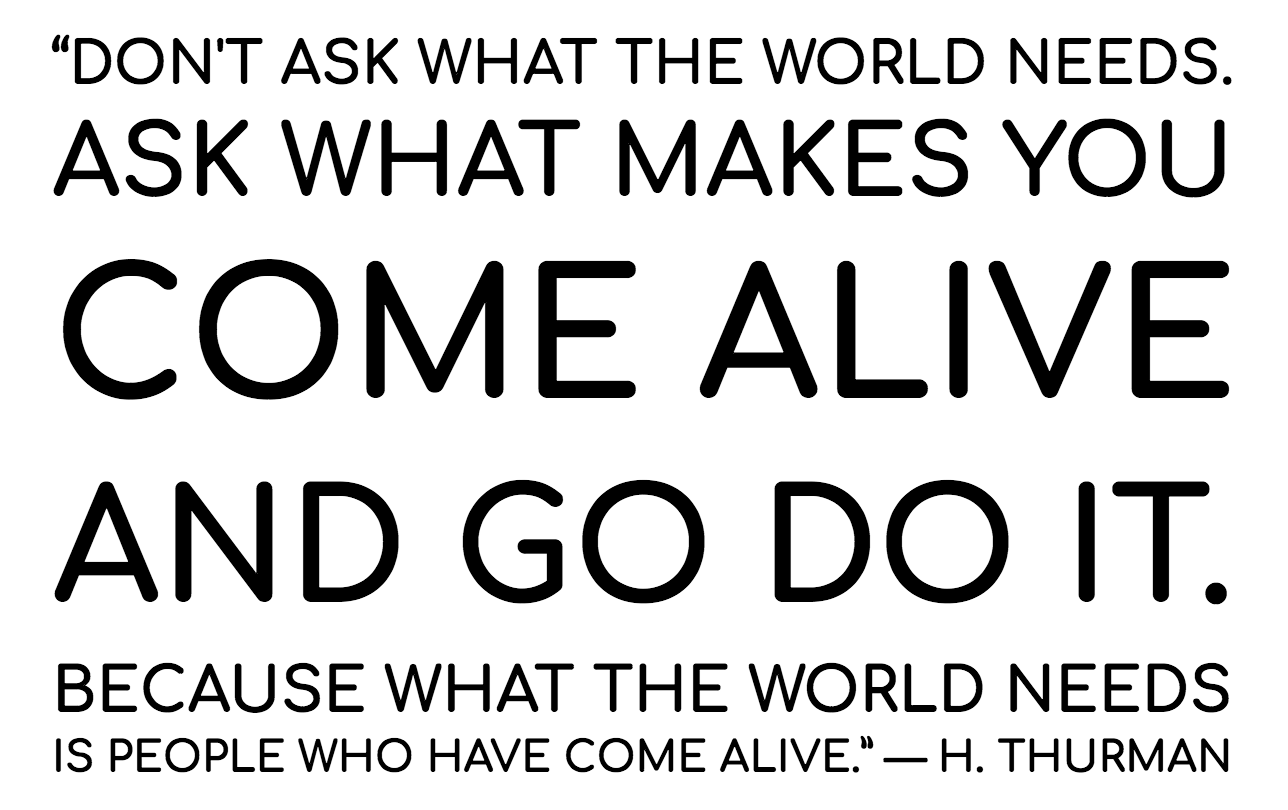 “DON'T ASK WHAT THE WORLD NEEDS.
ASK WHAT MAKES YOU
COME ALIVE
AND GO DO IT.
BECAUSE WHAT THE WORLD NEEDS
IS PEOPLE WHO HAVE COME ALIVE.” — H. THURMAN